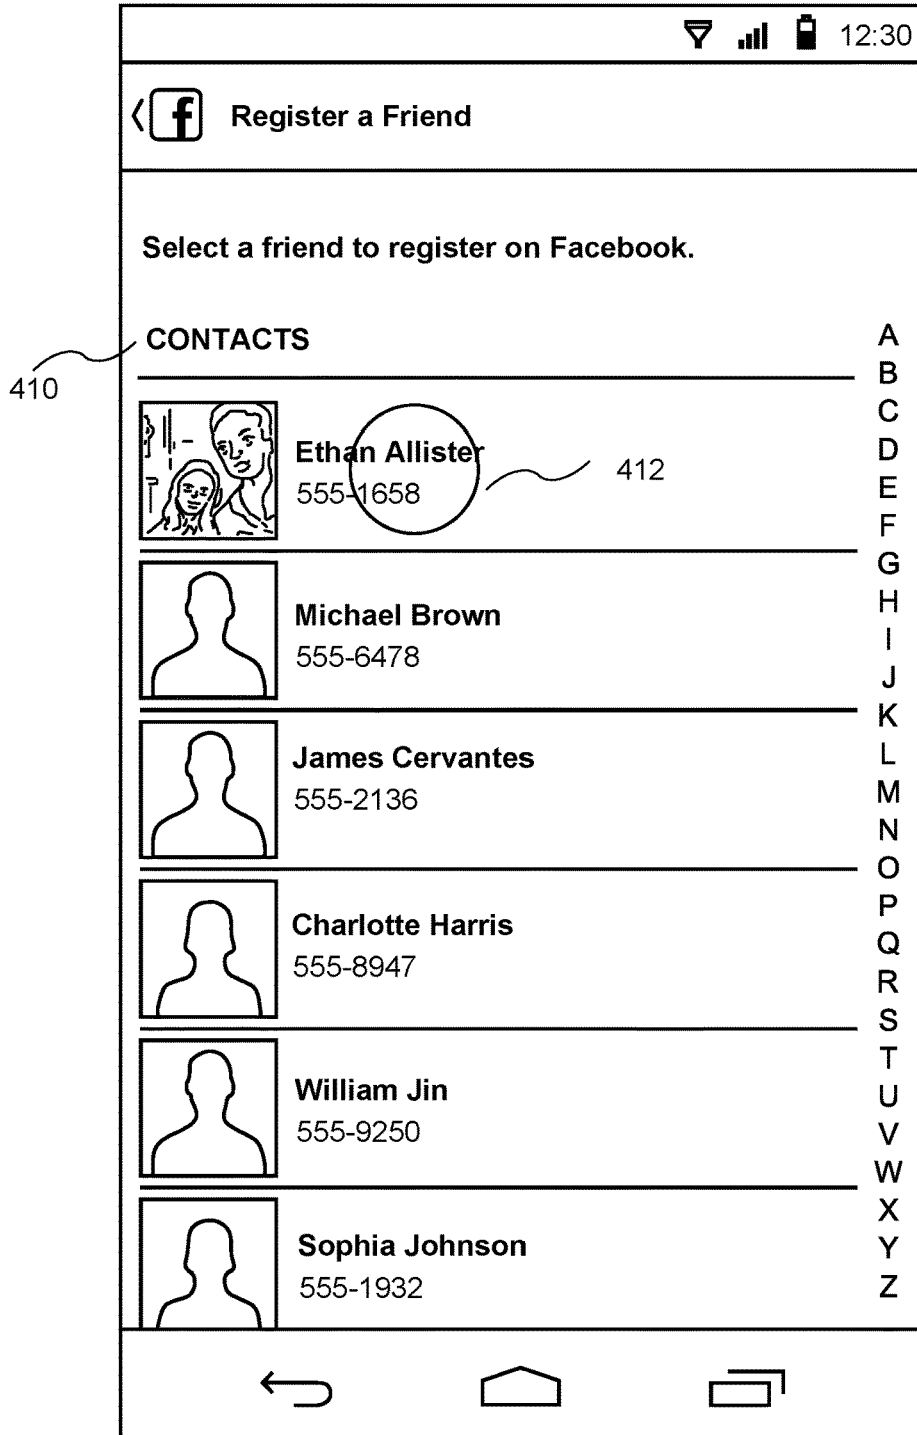 12:30
f Register a Friend
Select a friend to register on Facebook.
CONTACTS
410
Ethan Allister
555-1658
412
Michael Brown
555-6478
James Cervantes
555-2136
Charlotte Harris
555-8947
William Jin
555-9250
Sophia Johnson
555-1932
A
B
C
D
E
F
G
H
I
J
K
L
M
N
O
P
Q
R
S
T
U
V
W
X
Y
Z